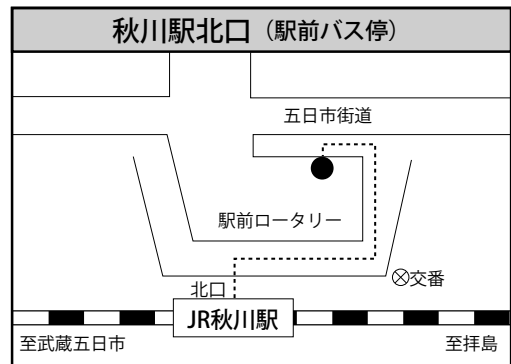 秋川駅北口（駅前バス停）
五日市街道
駅前ロータリー
交番
北口
JR秋川駅
至武蔵五日市
至拝島